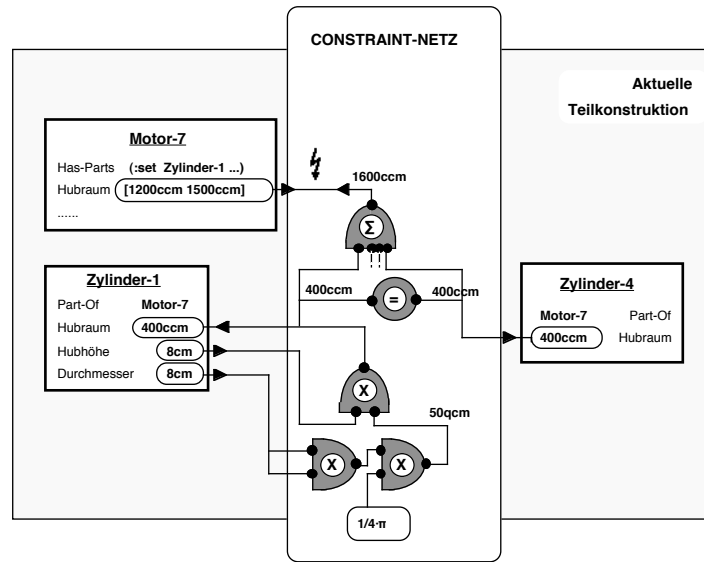 CONSTRAINT-NETZ
Aktuelle
Teilkonstruktion
Motor-7
Has-Parts (:set Zylinder-1 ...)
Hubraum [1200ccm 1500ccm]
......
1600ccm
Σ
Zylinder-1
Part-Of Motor-7
Hubraum 400ccm
Hubhöhe 8cm
Durchmesser 8cm
400ccm = 400ccm
Zylinder-4
Motor-7 Part-Of
400ccm Hubraum
X
50qcm
X X
1/4·π